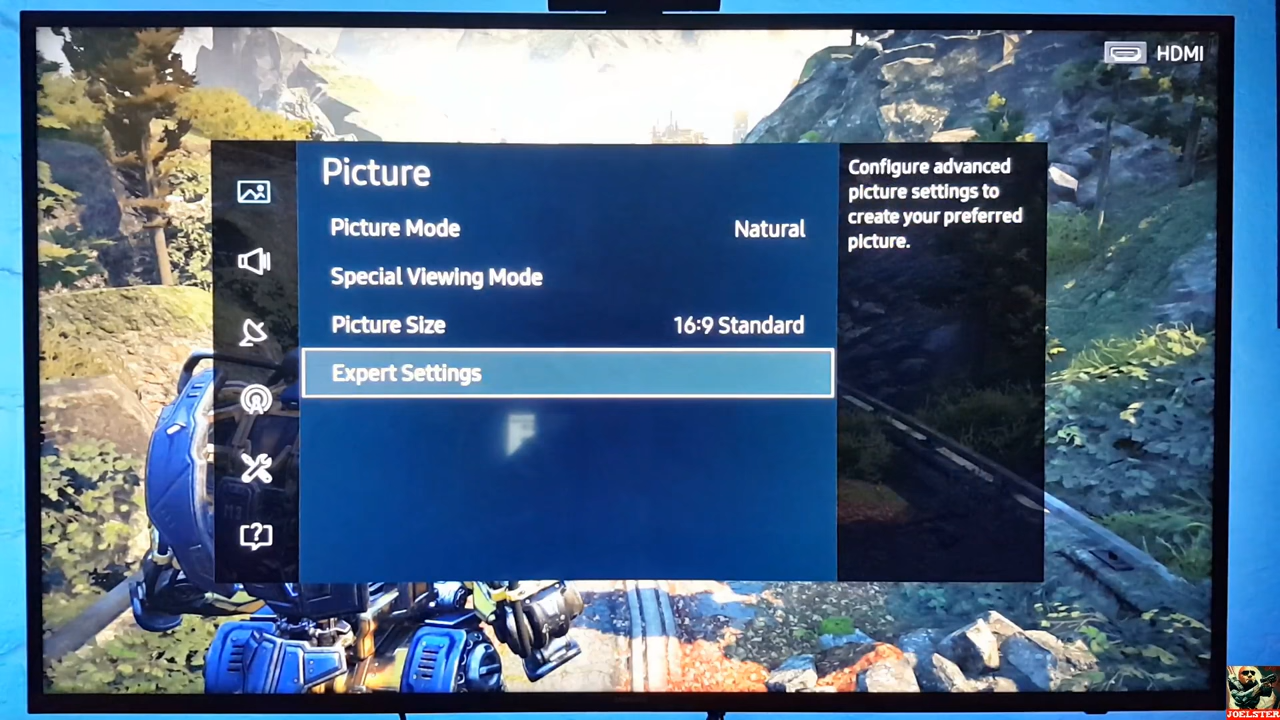 HDMI
Picture
Picture Mode Natural
Special Viewing Mode
Picture Size 16:9 Standard
Expert Settings
Configure advanced
picture settings to
create your preferred
picture.
JOELSTER